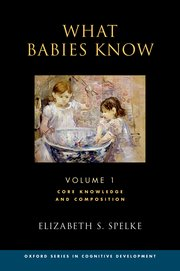 WHAT
BABIES KNOW
VOLUME 1
CORE KNOWLEDGE
AND COMPOSITION
ELIZABETH S. SPELKE
OXFORD SERIES IN COGNITIVE DEVELOPMENT